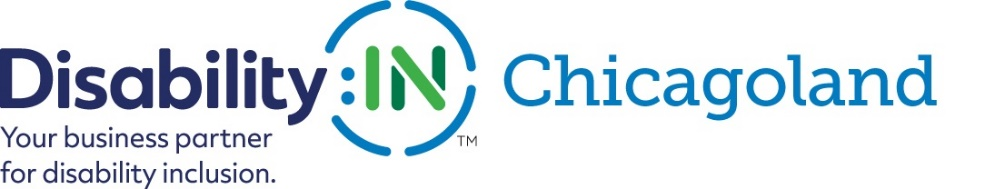 Disability:IN Chicagoland
TM
Your business partner
for disability inclusion.